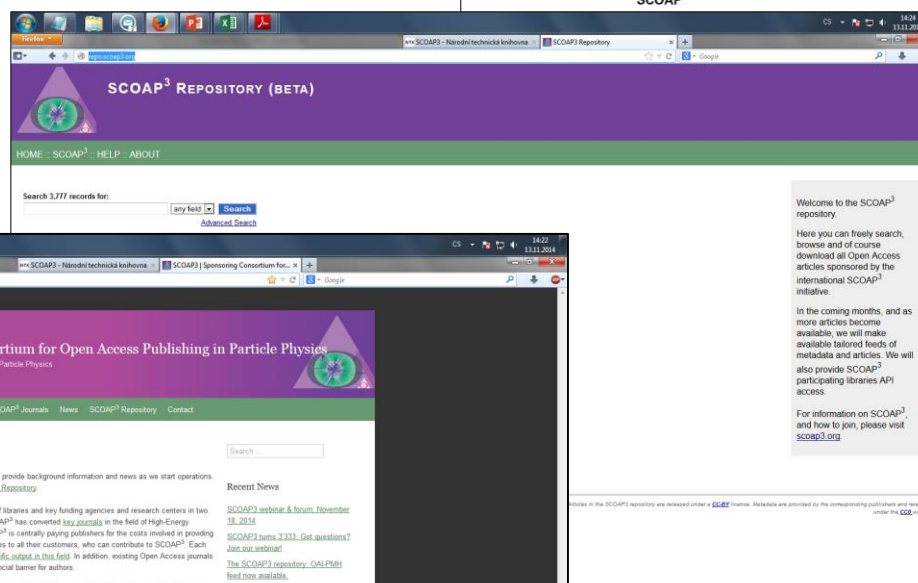 SCOAP
CS
14:24
Firefox
SCOAP3 - Národní technická knihovna
SCOAP3 Repository
repo.scoap3.org
Google
SCOAP³ REPOSITORY (BETA)
HOME :: SCOAP³ :: HELP :: ABOUT
Search 3,777 records for:
any field
Search
Advanced Search
Welcome to the SCOAP³
repository.
Here you can freely search,
browse and of course
download all Open Access
articles sponsored by the
international SCOAP³
initiative.
In the coming months, and as
more articles become
available, we will make
available tailored feeds of
metadata and articles. We will
also provide SCOAP³
participating libraries API
access.
For information on SCOAP³,
and how to join, please visit
scoap3.org.
Articles in the SCOAP3 repository are released under a CC-BY license. Metadata are provided by the corresponding publishers and
under the CC0
CS
14:22
13.11.2014
SCOAP3 - Národní technická knihovna
SCOAP3 | Sponsoring Consortium for...
Google
rtium for Open Access Publishing in Particle Physics
Particle Physics
OAP³ Journals News SCOAP³ Repository Contact
Search ...
provide background information and news as we start operations.
Repository.
f libraries and key funding agencies and research centers in two
AP³ has converted key journals in the field of High-Energy
P³ is centrally paying publishers for the costs involved in providing
es to all their customers, who can contribute to SCOAP³. Each
fic output in this field. In addition, existing Open Access journals
ncial barrier for authors.
Recent News
SCOAP3 webinar & forum: November
18, 2014
SCOAP3 turns 3'333. Got questions?
Join our webinar!
The SCOAP3 repository: OAI-PMH
feed now available.